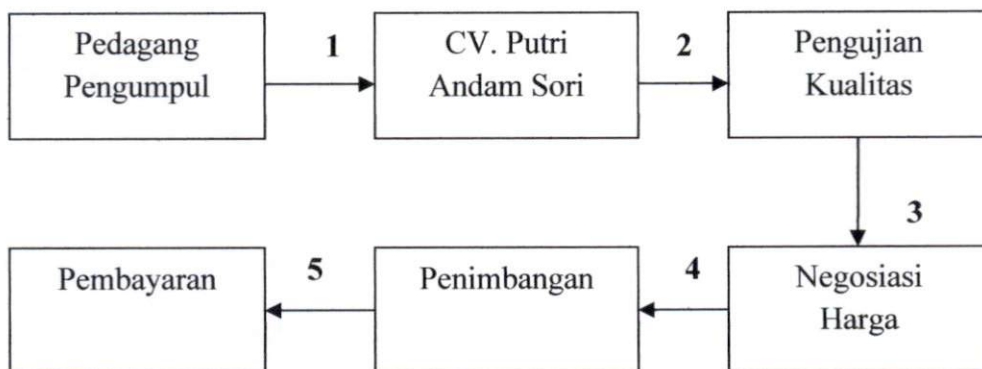 Pedagang
Pengumpul
1
CV. Putri
Andam Sori
2
Pengujian
Kualitas
3
Negosiasi
Harga
4
Penimbangan
5
Pembayaran